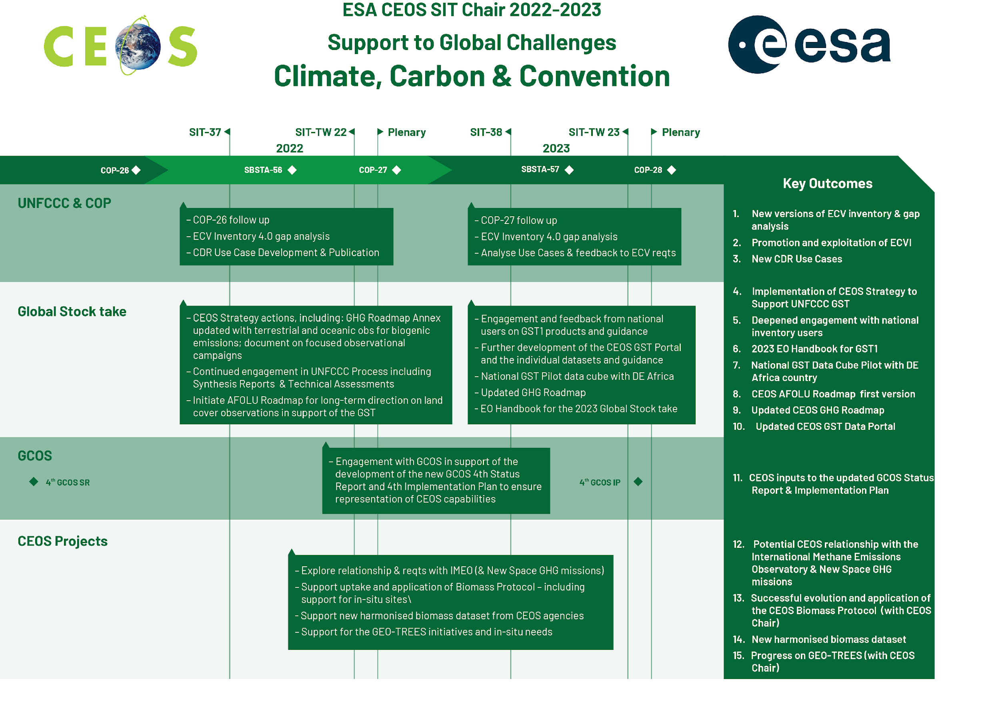 ESA CEOS SIT Chair 2022-2023
Support to Global Challenges
Climate, Carbon & Convention
CEOS
esa
SIT-37
SIT-TW 22
Plenary
SIT-38
SIT-TW 23
Plenary
2022
2023
COP-26
SBSTA-56
COP-27
SBSTA-57
COP-28
UNFCCC & COP
– COP-26 follow up
– ECV Inventory 4.0 gap analysis
– CDR Use Case Development & Publication
– COP-27 follow up
– ECV Inventory 4.0 gap analysis
– Analyse Use Cases & feedback to ECV reqts
Global Stock take
– CEOS Strategy actions, including: GHG Roadmap Annex
updated with terrestrial and oceanic obs for biogenic
emissions; document on focused observational
campaigns
– Continued engagement in UNFCCC Process including
Synthesis Reports & Technical Assessments
– Initiate AFOLU Roadmap for long-term direction on land
cover observations in support of the GST
– Engagement and feedback from national
users on GST1 products and guidance
– Further development of the CEOS GST Portal
and the individual datasets and guidance
– National GST Pilot data cube with DE Africa
– Updated GHG Roadmap
- EO Handbook for the 2023 Global Stock take
GCOS
4th GCOS SR
– Engagement with GCOS in support of the
development of the new GCOS 4th Status
Report and 4th Implementation Plan to ensure
representation of CEOS capabilities
4th GCOS IP
CEOS Projects
– Explore relationship & reqts with IMEO (& New Space GHG missions)
– Support uptake and application of Biomass Protocol – including
support for in-situ sites\
- Support new harmonised biomass dataset from CEOS agencies
– Support for the GEO-TREES initiatives and in-situ needs
Key Outcomes
1. New versions of ECV inventory & gap
analysis
2. Promotion and exploitation of ECVI
3. New CDR Use Cases
4. Implementation of CEOS Strategy to
Support UNFCCC GST
5. Deepened engagement with national
inventory users
6. 2023 EO Handbook for GST1
7. National GST Data Cube Pilot with DE
Africa country
8. CEOS AFOLU Roadmap first version
9. Updated CEOS GHG Roadmap
10. Updated CEOS GST Data Portal
11. CEOS inputs to the updated GCOS Status
Report & Implementation Plan
12. Potential CEOS relationship with the
International Methane Emissions
Observatory & New Space GHG
missions
13. Successful evolution and application of
the CEOS Biomass Protocol (with CEOS
Chair)
14. New harmonised biomass dataset
15. Progress on GEO-TREES (with CEOS
Chair)